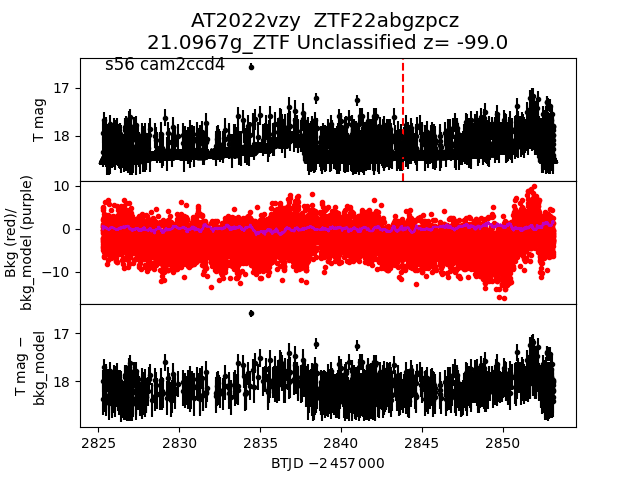 AT2022vzy ZTF22abgzpcz
21.0967g_ZTF Unclassified z= -99.0
s56 cam2ccd4
T mag
17
18
Bkg (red)/
bkg_model (purple)
10
0
−10
T mag −
bkg_model
17
18
2825 2830 2835 2840 2845 2850
BTJD −2 457 000